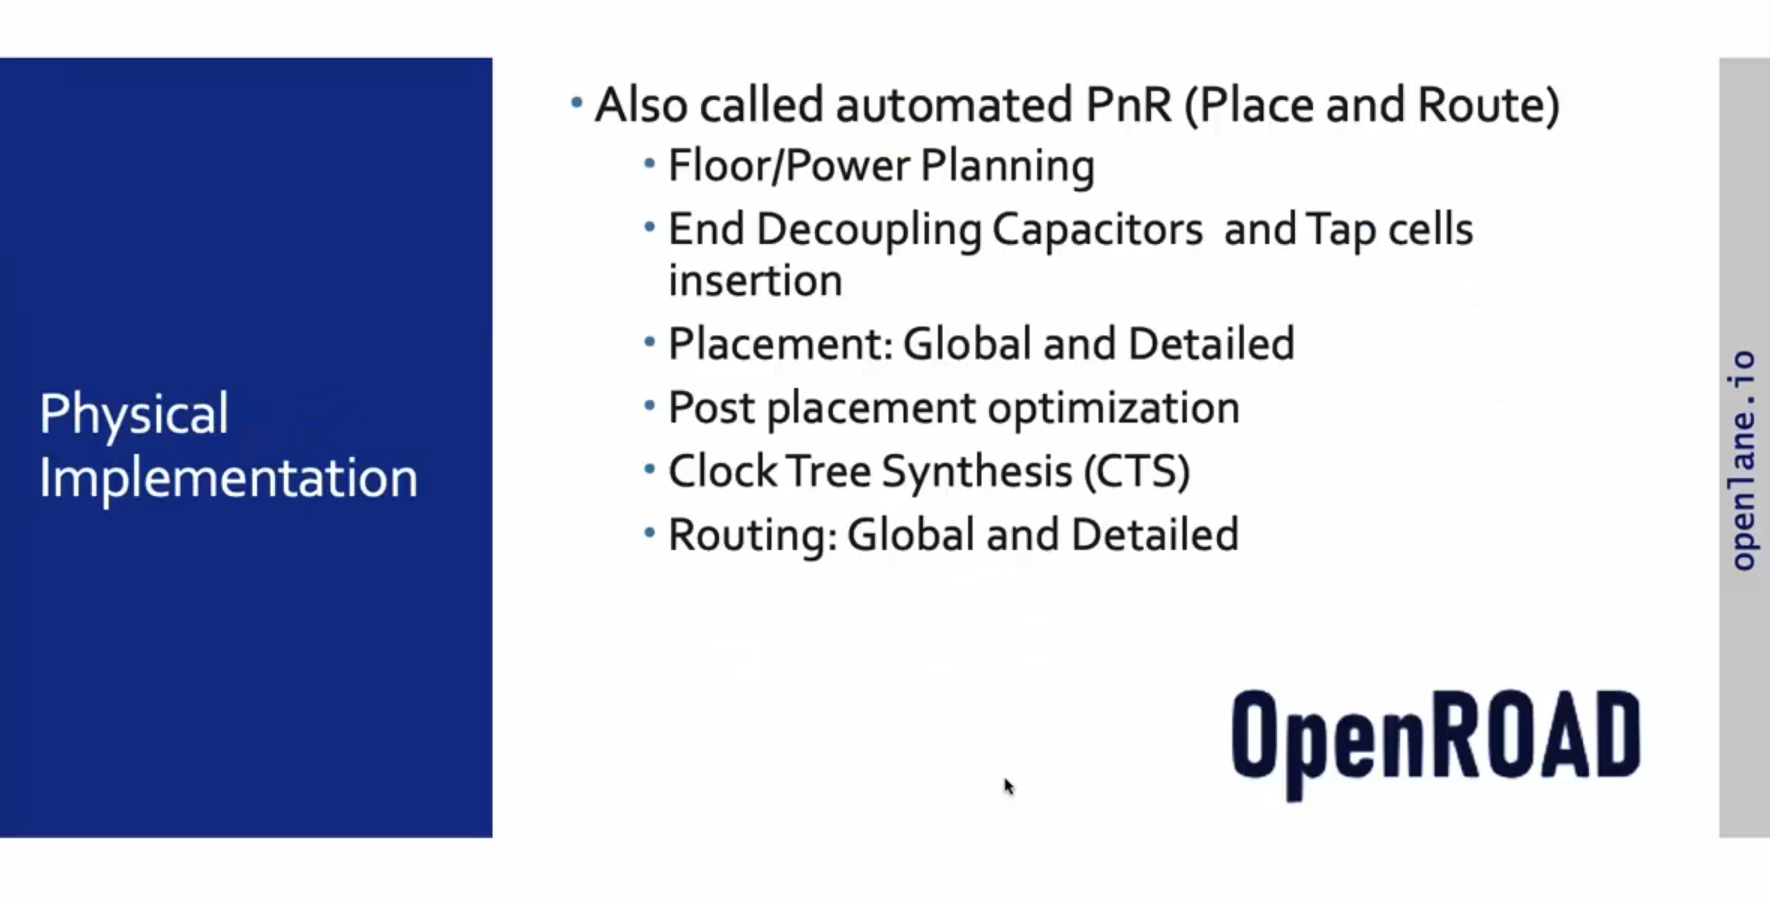 Physical
Implementation
Also called automated PnR (Place and Route)
Floor/Power Planning
End Decoupling Capacitors and Tap cells
insertion
Placement: Global and Detailed
Post placement optimization
Clock Tree Synthesis (CTS)
Routing: Global and Detailed
OpenROAD
openlane.io